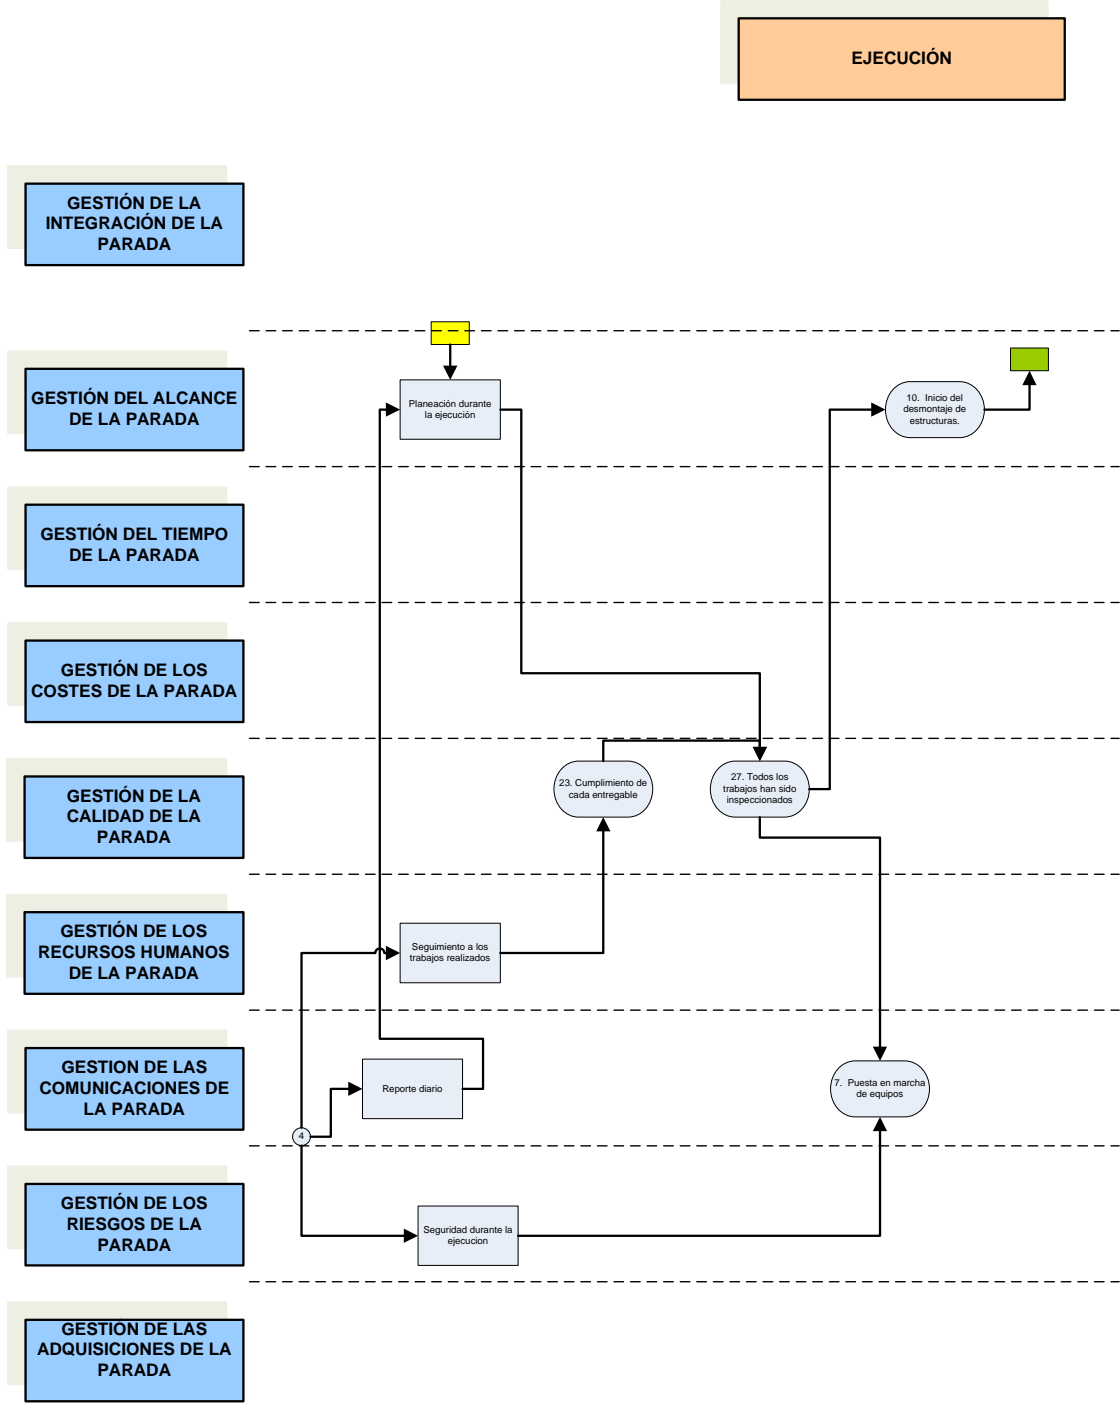 EJECUCIÓN
GESTIÓN DE LA
INTEGRACIÓN DE LA
PARADA
GESTIÓN DEL ALCANCE
DE LA PARADA
Planeación durante
la ejecución
10.  Inicio del
desmontaje de
estructuras.
GESTIÓN DEL TIEMPO
DE LA PARADA
GESTIÓN DE LOS
COSTES DE LA PARADA
GESTIÓN DE LA
CALIDAD DE LA
PARADA
23. Cumplimiento de
cada entregable
27. Todos los
trabajos han sido
inspeccionados
GESTIÓN DE LOS
RECURSOS HUMANOS
DE LA PARADA
Seguimiento a los
trabajos realizados
GESTION DE LAS
COMUNICACIONES DE
LA PARADA
Reporte diario
7.  Puesta en marcha
de equipos
4
GESTIÓN DE LOS
RIESGOS DE LA
PARADA
Seguridad durante la
ejecucion
GESTIÓN DE LAS
ADQUISICIONES DE LA
PARADA